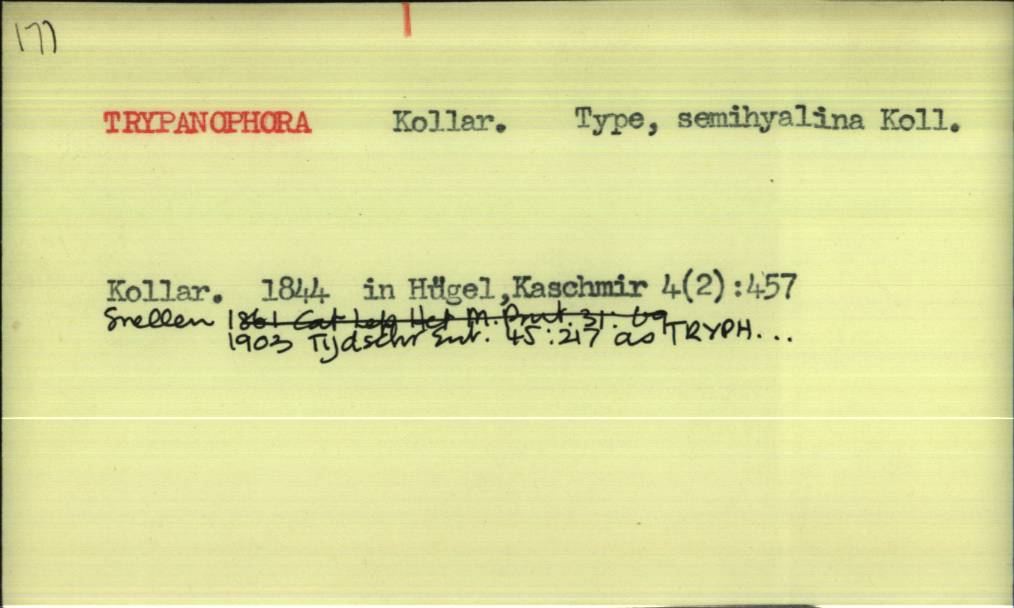 177
TRYPANOPHORA Kollar. Type, semihyalina Koll.
Kollar. 1844 in Hügel,Kaschmir 4(2):457
Snellen 1861 Cat Lep Het M. Prut. 31. 69
1903 Tijdschr Ent. 45:217 as TRYPH...